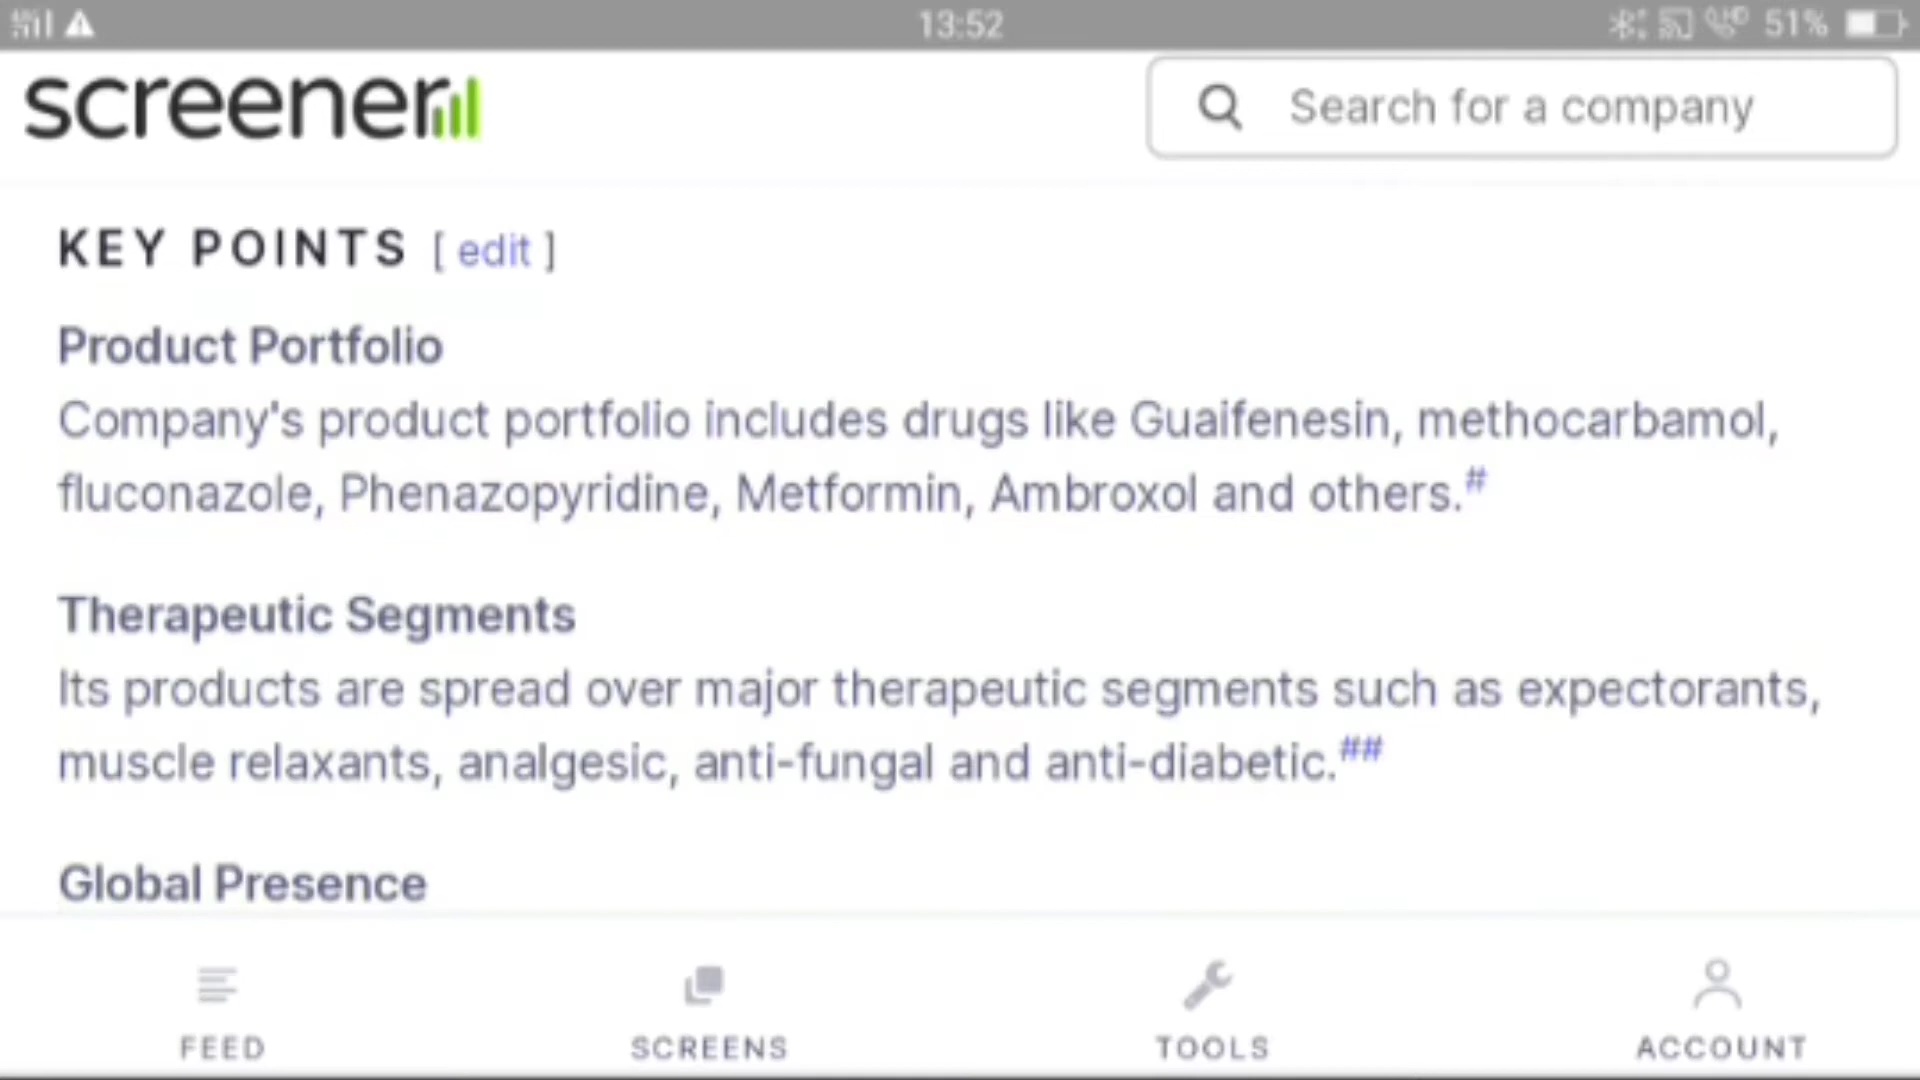 13:52
51%
screener
Search for a company
KEY POINTS [ edit ]
Product Portfolio
Company's product portfolio includes drugs like Guaifenesin, methocarbamol,
fluconazole, Phenazopyridine, Metformin, Ambroxol and others.#
Therapeutic Segments
Its products are spread over major therapeutic segments such as expectorants,
muscle relaxants, analgesic, anti-fungal and anti-diabetic.##
Global Presence
FEED
SCREENS
TOOLS
ACCOUNT